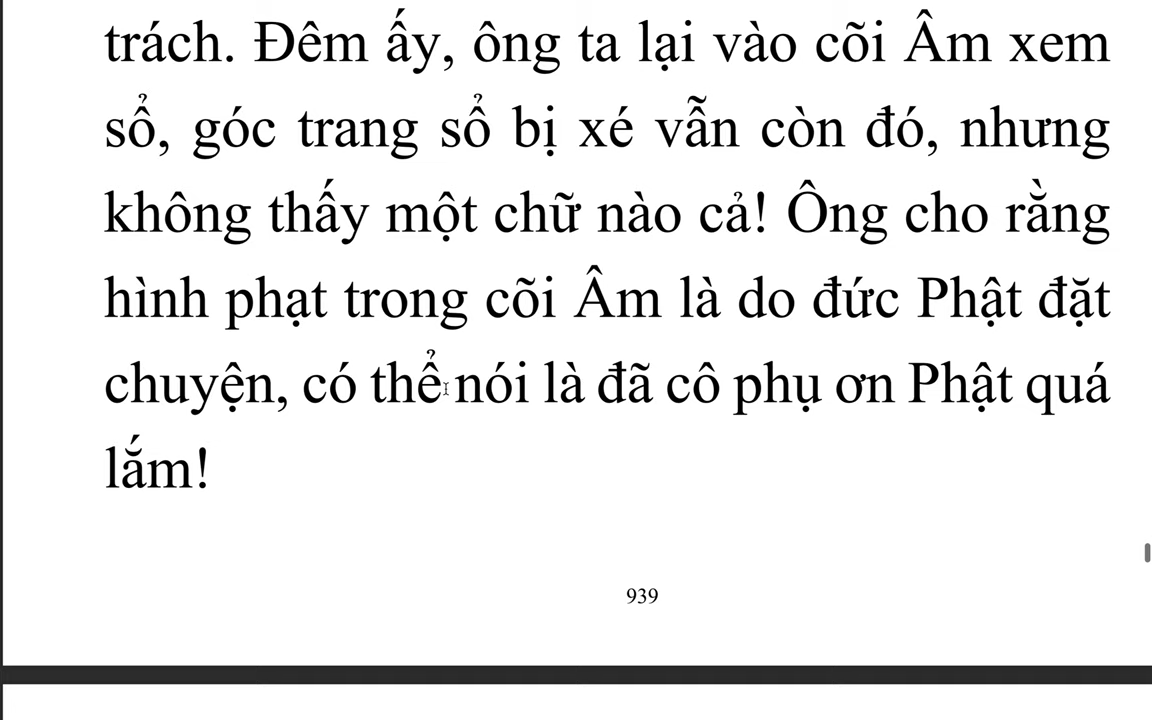 trách. Đêm ấy, ông ta lại vào cõi Âm xem
sổ, góc trang sổ bị xé vẫn còn đó, nhưng
không thấy một chữ nào cả! Ông cho rằng
hình phạt trong cõi Âm là do đức Phật đặt
chuyện, có thể nói là đã cô phụ ơn Phật quá
lắm!
939